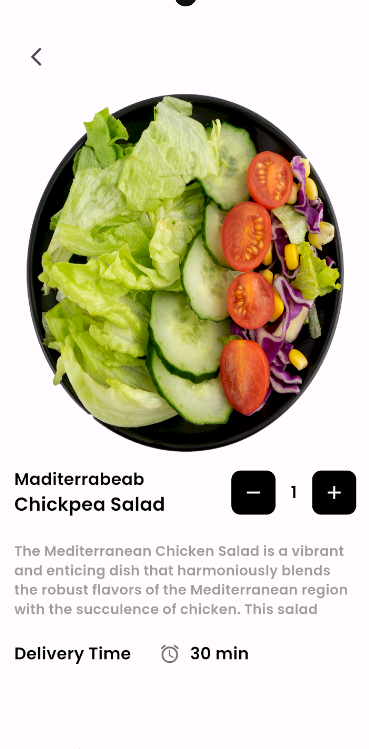 Maditerrabeab
Chickpea Salad
− 1 +
The Mediterranean Chicken Salad is a vibrant
and enticing dish that harmoniously blends
the robust flavors of the Mediterranean region
with the succulence of chicken. This salad
Delivery Time 30 min